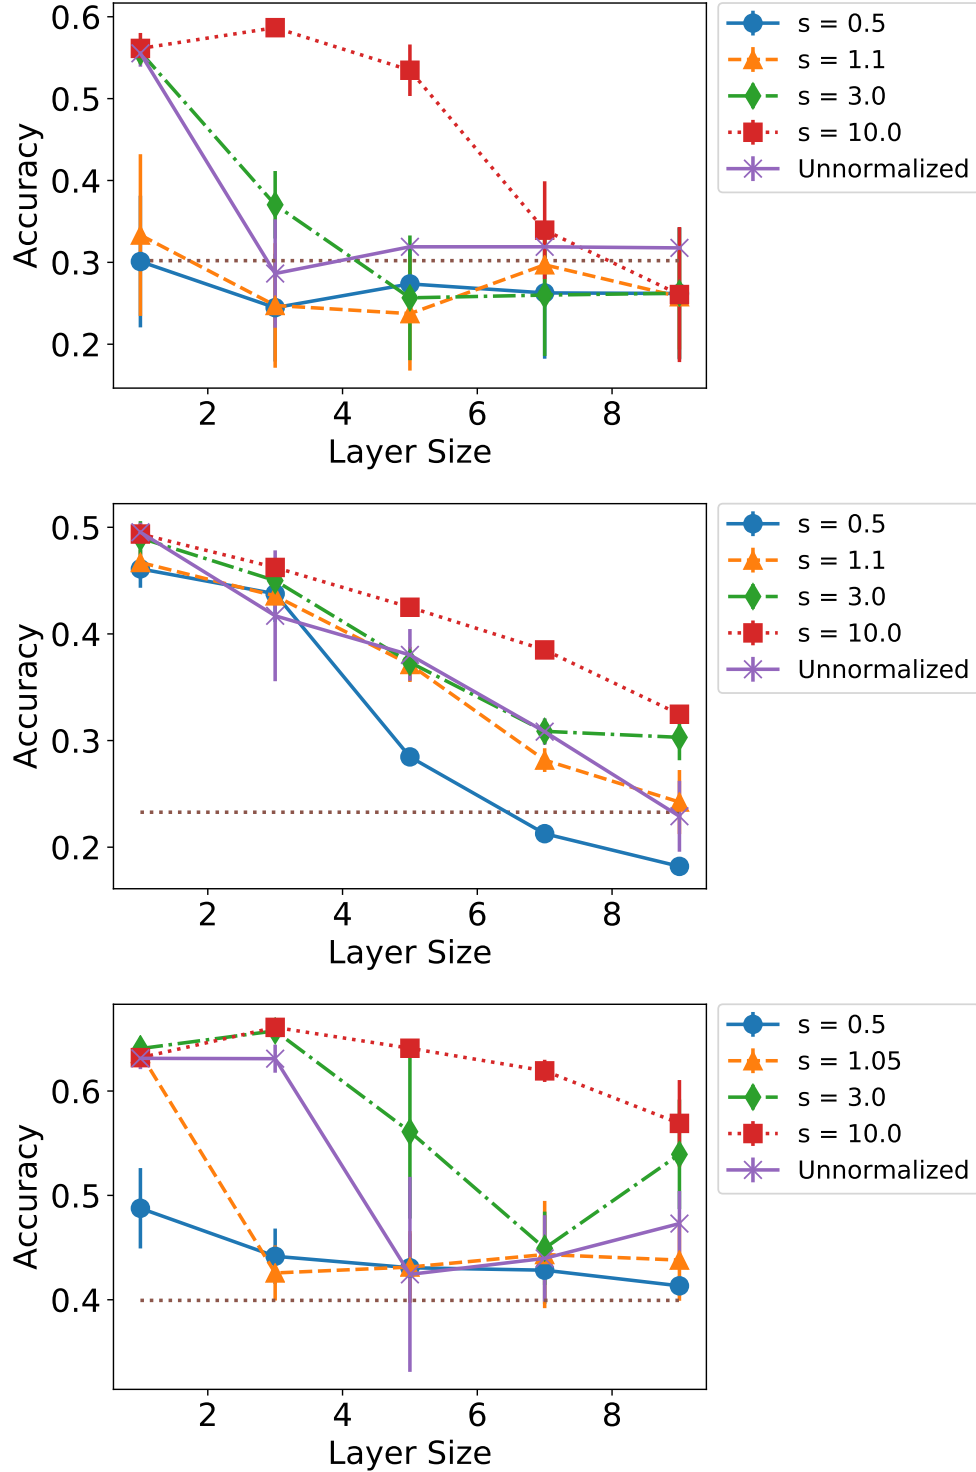 0.6
0.5
0.4
0.3
0.2
Accuracy
2 4 6 8
Layer Size
s = 0.5
s = 1.1
s = 3.0
s = 10.0
Unnormalized
0.5
0.4
0.3
0.2
Accuracy
2 4 6 8
Layer Size
s = 0.5
s = 1.1
s = 3.0
s = 10.0
Unnormalized
0.6
0.5
0.4
Accuracy
2 4 6 8
Layer Size
s = 0.5
s = 1.05
s = 3.0
s = 10.0
Unnormalized